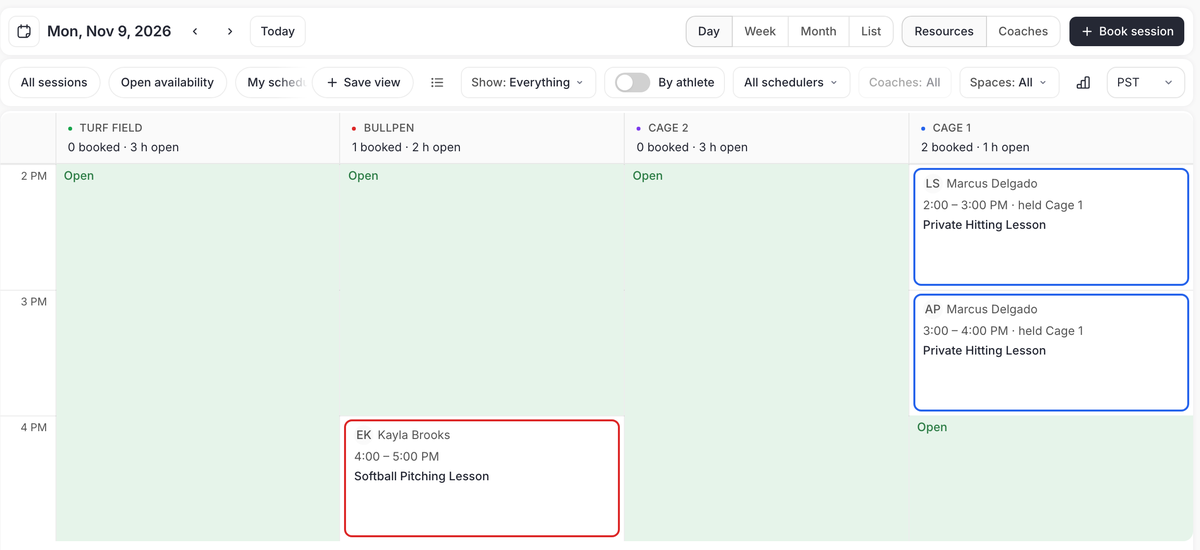 Mon, Nov 9, 2026
Today
Day
Week
Month
List
Resources
Coaches
+ Book session
All sessions
Open availability
My sched
+ Save view
Show: Everything
By athlete
All schedulers
Coaches: All
Spaces: All
PST
TURF FIELD
0 booked · 3 h open
BULLPEN
1 booked · 2 h open
CAGE 2
0 booked · 3 h open
CAGE 1
2 booked · 1 h open
2 PM
Open
Open
Open
LS Marcus Delgado
2:00 – 3:00 PM · held Cage 1
Private Hitting Lesson
3 PM
AP Marcus Delgado
3:00 – 4:00 PM · held Cage 1
Private Hitting Lesson
4 PM
EK Kayla Brooks
4:00 – 5:00 PM
Softball Pitching Lesson
Open